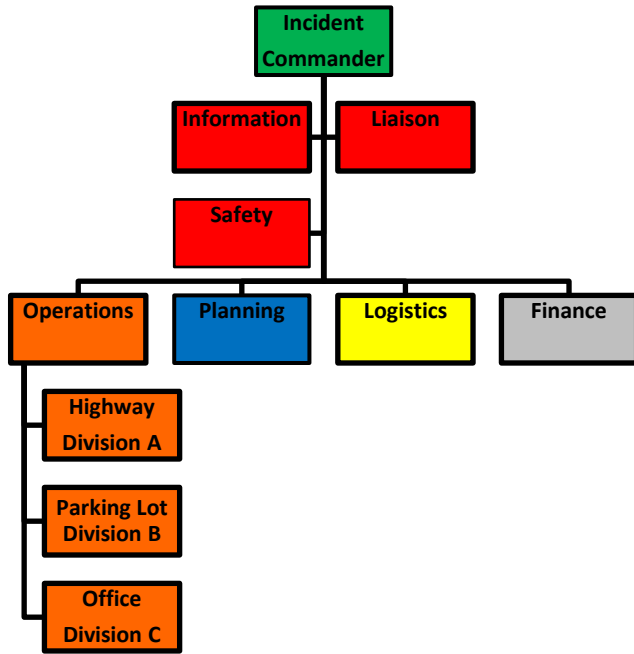 Incident
Commander
Information
Liaison
Safety
Operations
Planning
Logistics
Finance
Highway
Division A
Parking Lot
Division B
Office
Division C